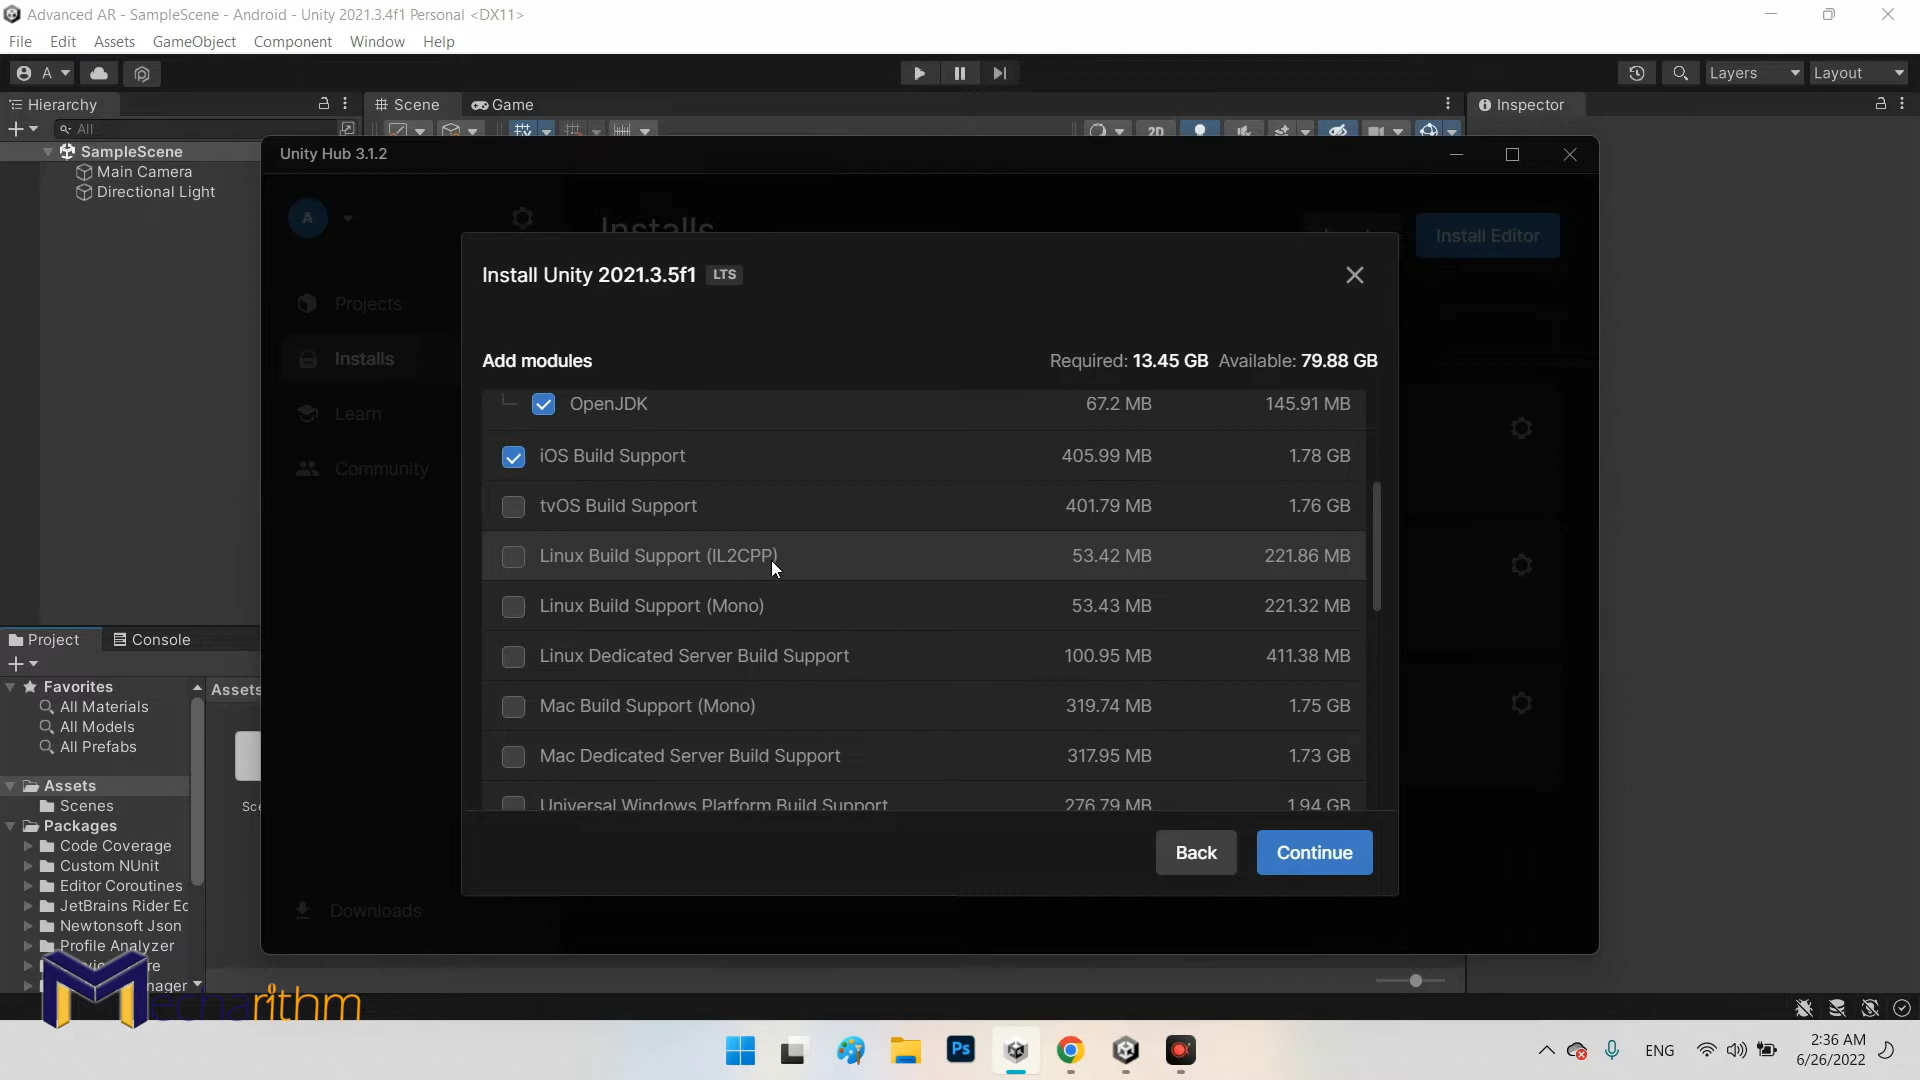 Advanced AR - SampleScene - Android - Unity 2021.3.4f1 Personal <DX11>
File Edit Assets GameObject Component Window Help
A Layers Layout
Hierarchy Scene Game Inspector
All 2D
SampleScene
Main Camera
Directional Light
Unity Hub 3.1.2
A Installs Install Editor
Projects
Installs
Learn
Community
Downloads
Install Unity 2021.3.5f1 LTS
Add modules Required: 13.45 GB Available: 79.88 GB
OpenJDK 67.2 MB 145.91 MB
iOS Build Support 405.99 MB 1.78 GB
tvOS Build Support 401.79 MB 1.76 GB
Linux Build Support (IL2CPP) 53.42 MB 221.86 MB
Linux Build Support (Mono) 53.43 MB 221.32 MB
Linux Dedicated Server Build Support 100.95 MB 411.38 MB
Mac Build Support (Mono) 319.74 MB 1.75 GB
Mac Dedicated Server Build Support 317.95 MB 1.73 GB
Universal Windows Platform Build Support 276.79 MB 1.94 GB
Back Continue
Project Console
Favorites Assets
All Materials
All Models
All Prefabs
Assets
Scenes Sc
Packages
Code Coverage
Custom NUnit
Editor Coroutines
JetBrains Rider Ec
Newtonsoft Json
Profile Analyzer
Mecharithm
Ps ENG 2:36 AM
6/26/2022